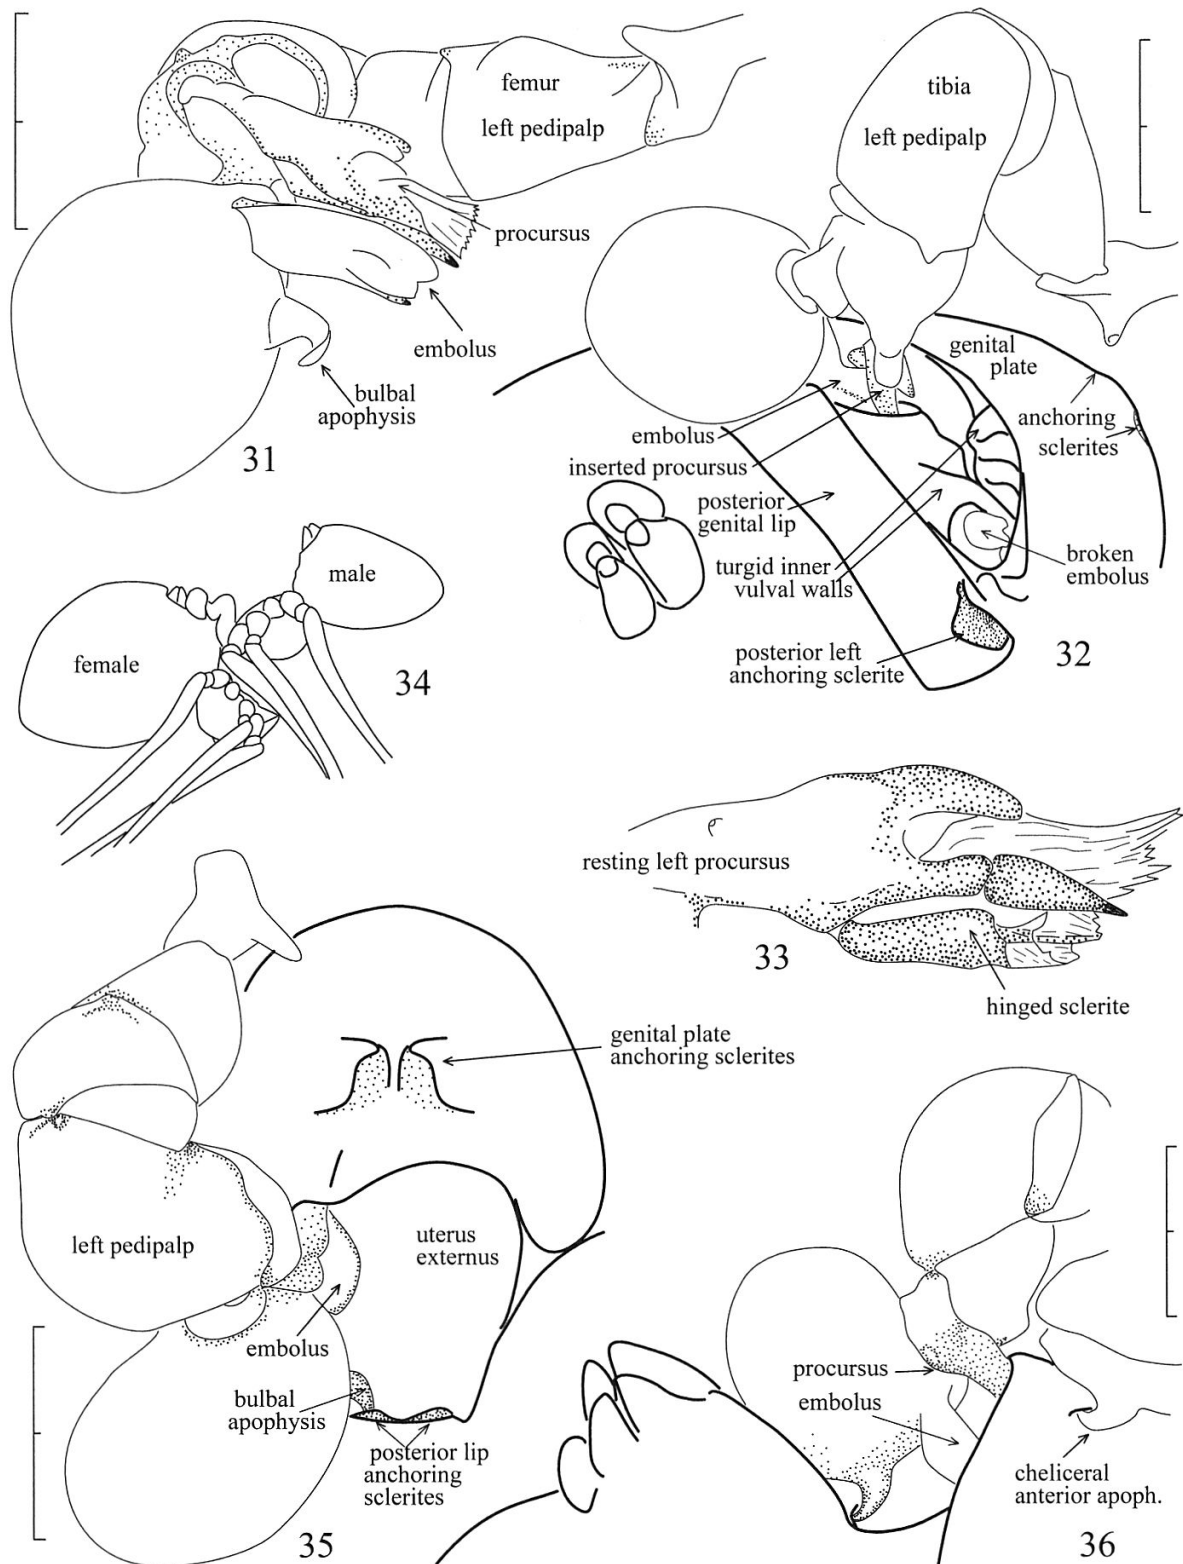 femur
left pedipalp
procursus
embolus
bulbal
apophysis
31
tibia
left pedipalp
genital
plate
anchoring
sclerites
embolus
inserted procursus
posterior
genital lip
turgid inner
vulval walls
broken
embolus
posterior left
anchoring sclerite
32
male
female
34
resting left procursus
33
hinged sclerite
genital plate
anchoring sclerites
left pedipalp
uterus
externus
embolus
bulbal
apophysis
posterior lip
anchoring
sclerites
35
procursus
embolus
cheliceral
anterior apoph.
36